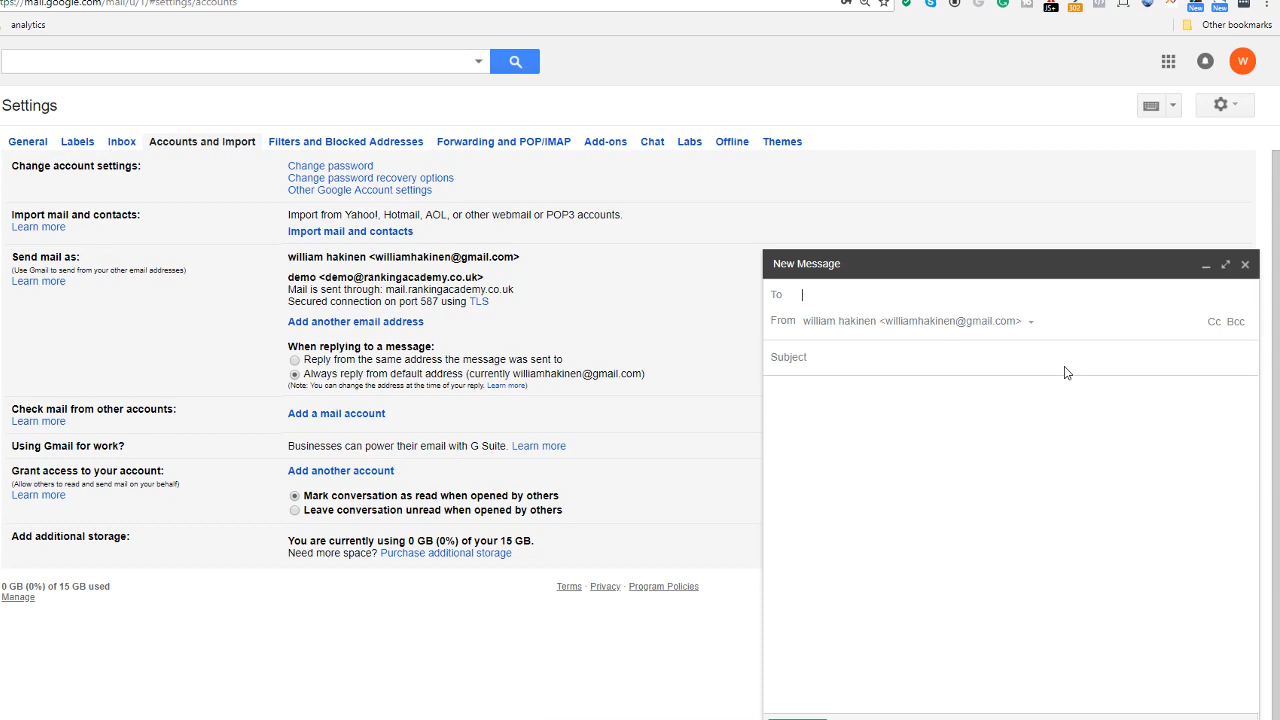 ttps://mail.google.com/mail/u/1/#settings/accounts
JS+
102
New
New
analytics
Other bookmarks
W
Settings
General
Labels
Inbox
Accounts and Import
Filters and Blocked Addresses
Forwarding and POP/IMAP
Add-ons
Chat
Labs
Offline
Themes
Change account settings:
Change password
Change password recovery options
Other Google Account settings
Import mail and contacts:
Learn more
Import from Yahoo!, Hotmail, AOL, or other webmail or POP3 accounts.
Import mail and contacts
Send mail as:
(Use Gmail to send from your other email addresses)
Learn more
william hakinen <williamhakinen@gmail.com>
demo <demo@rankingacademy.co.uk>
Mail is sent through: mail.rankingacademy.co.uk
Secured connection on port 587 using TLS
Add another email address
When replying to a message:
Reply from the same address the message was sent to
Always reply from default address (currently williamhakinen@gmail.com)
(Note: You can change the address at the time of your reply. Learn more)
Check mail from other accounts:
Learn more
Add a mail account
Using Gmail for work?
Businesses can power their email with G Suite. Learn more
Grant access to your account:
(Allow others to read and send mail on your behalf)
Learn more
Add another account
Mark conversation as read when opened by others
Leave conversation unread when opened by others
Add additional storage:
You are currently using 0 GB (0%) of your 15 GB.
Need more space? Purchase additional storage
0 GB (0%) of 15 GB used
Manage
Terms · Privacy · Program Policies
New Message
To
From william hakinen <williamhakinen@gmail.com>
Cc Bcc
Subject